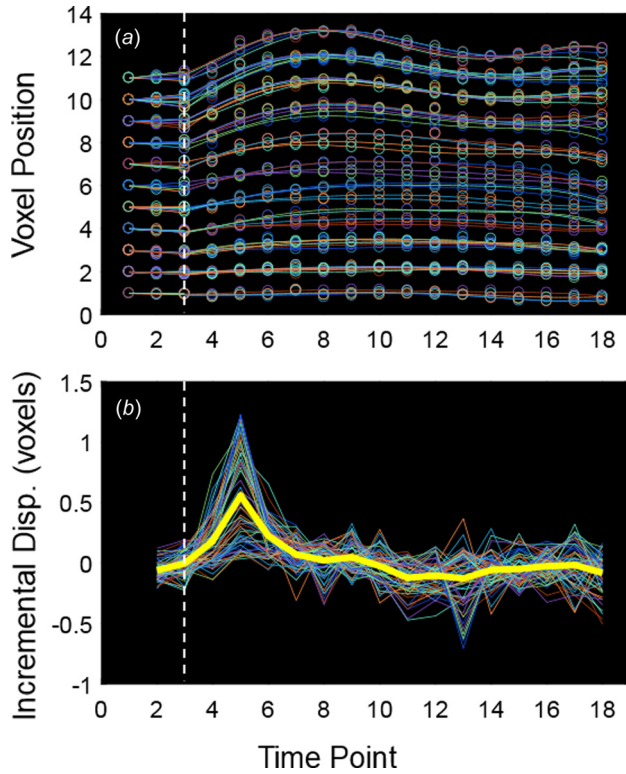 14
12
10
8
6
4
2
0
Voxel Position
(a)
0 2 4 6 8 10 12 14 16 18
1.5
1
0.5
0
-0.5
-1
Incremental Disp. (voxels)
(b)
0 2 4 6 8 10 12 14 16 18
Time Point